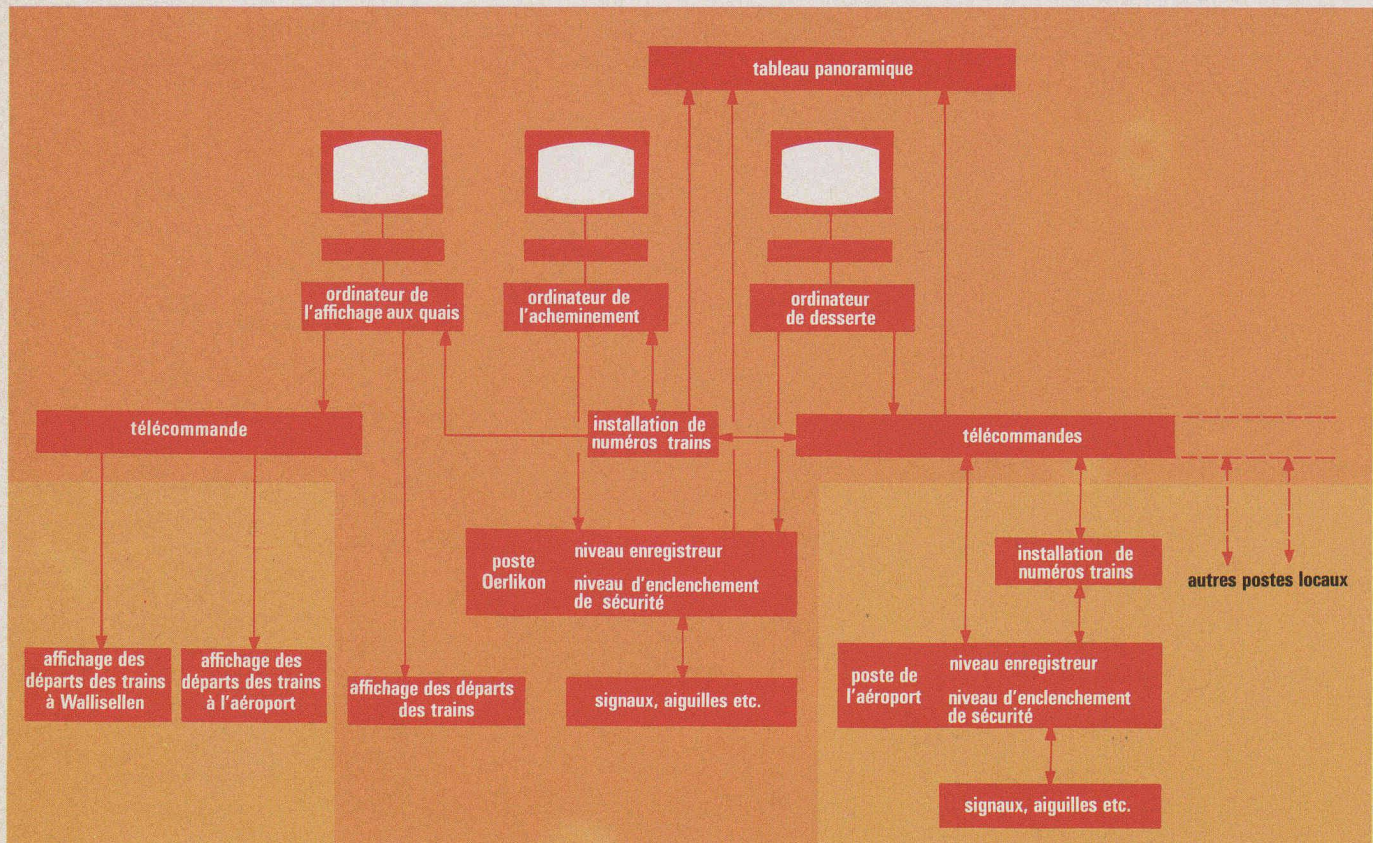 tableau panoramique
ordinateur de
l'affichage aux quais
ordinateur de
l'acheminement
ordinateur
de desserte
télécommande
installation de
numéros trains
télécommandes
poste
Oerlikon
niveau enregistreur
niveau d'enclenchement
de sécurité
installation de
numéros trains
autres postes locaux
affichage des
départs des trains
à Wallisellen
affichage des
départs des trains
à l'aéroport
affichage des départs
des trains
signaux, aiguilles etc.
poste de
l'aéroport
niveau enregistreur
niveau d'enclenchement
de sécurité
signaux, aiguilles etc.